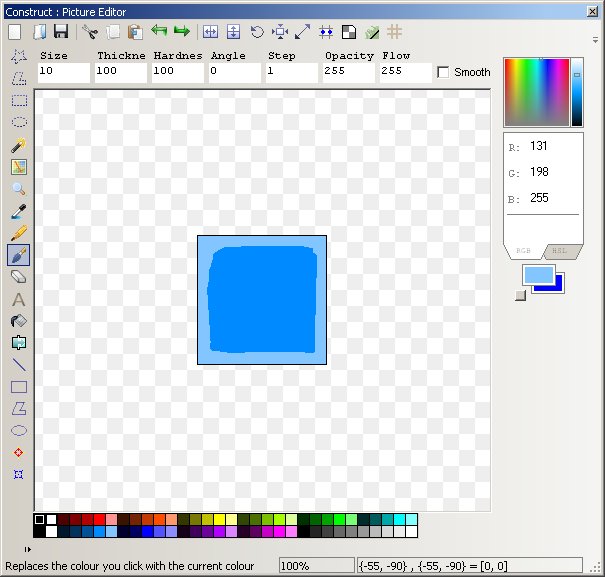 Construct : Picture Editor
Size Thickne Hardnes Angle Step Opacity Flow
10 100 100 0 1 255 255 Smooth
R: 131
G: 198
B: 255
RGB HSL
A
Replaces the colour you click with the current colour 100% {-55, -90} , {-55, -90} = [0, 0]